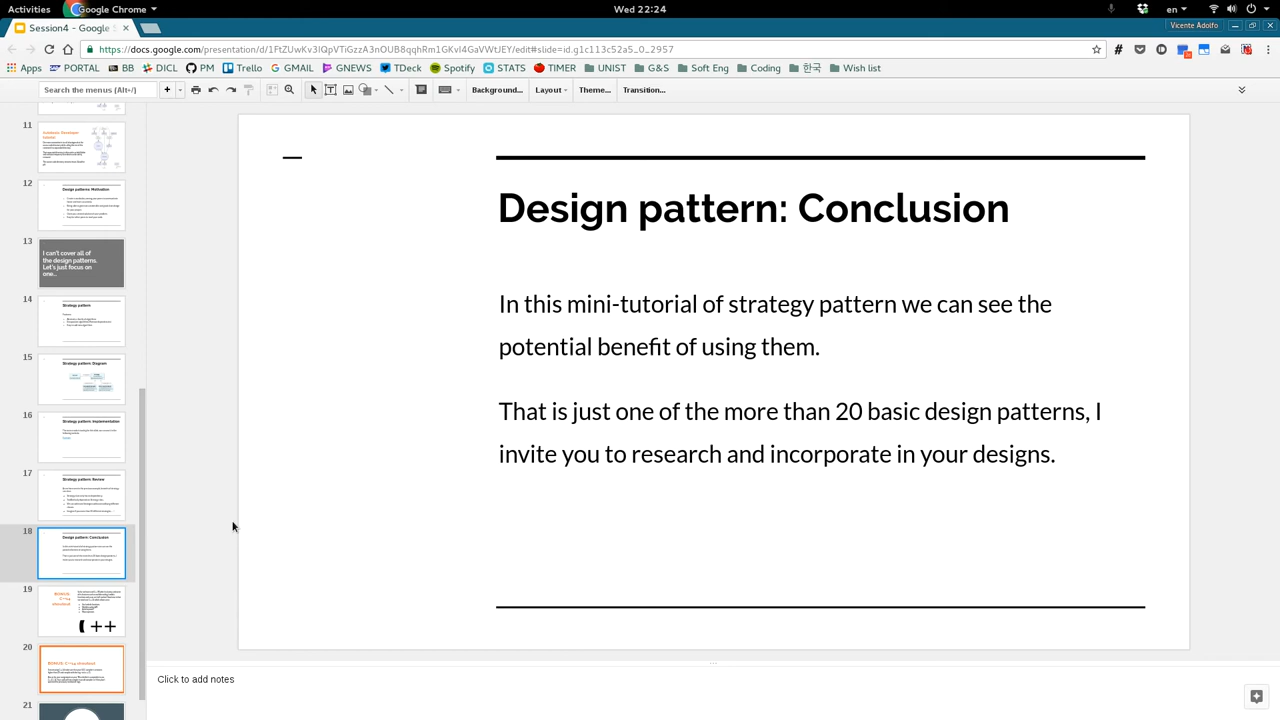 Activities
Google Chrome
Wed 22:24
en
Session4 - Google S
Vicente Adolfo
https://docs.google.com/presentation/d/1FtZUwKv3IQpVTiGzzA3nOUB8qqhRm1GKvI4GaVWtJEY/edit#slide=id.g1c113c52a5_0_2957
Apps PORTAL BB DICL PM Trello GMAIL GNEWS TDeck Spotify STATS TIMER UNIST G&S Soft Eng Coding 한국 Wish list
Search the menus (Alt+/)
Background...
Layout
Theme...
Transition...
11
12
Design patterns: Motivation
13
I can't cover all of
the design patterns.
Let's just focus on
one...
14
Strategy pattern
15
Strategy pattern: Diagram
16
Strategy pattern: Implementation
17
Strategy pattern: Review
18
Design pattern: Conclusion
19
BONUS:
C++14
++
20
BONUS: C++14
21
Design pattern: Conclusion
In this mini-tutorial of strategy pattern we can see the
potential benefit of using them.
That is just one of the more than 20 basic design patterns, I
invite you to research and incorporate in your designs.
Click to add notes